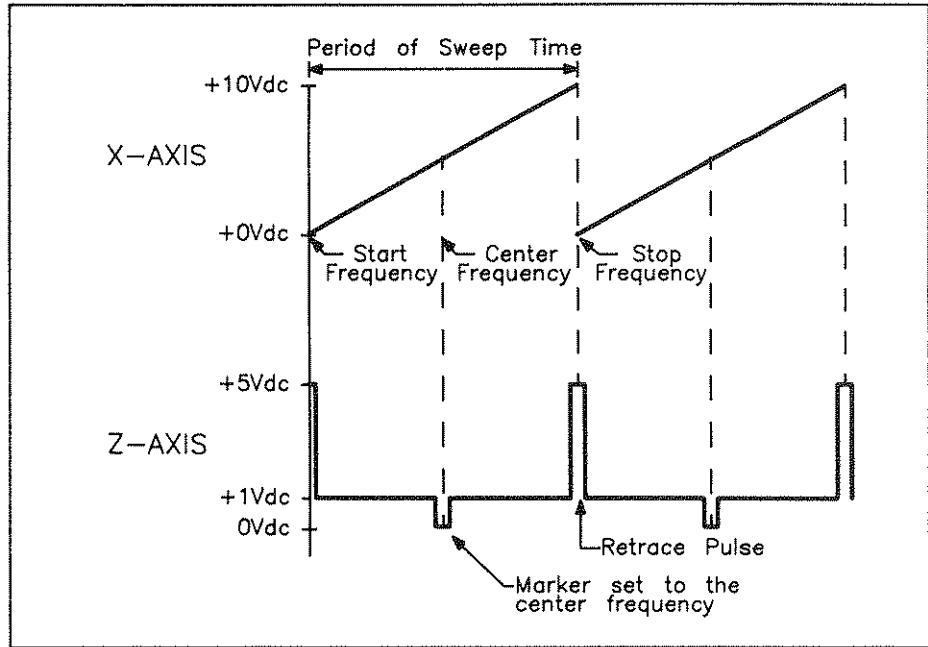 Period of Sweep Time
+10Vdc
X-AXIS
+0Vdc
Start
Frequency
Center
Frequency
Stop
Frequency
+5Vdc
Z-AXIS
+1Vdc
0Vdc
Retrace Pulse
Marker set to the
center frequency